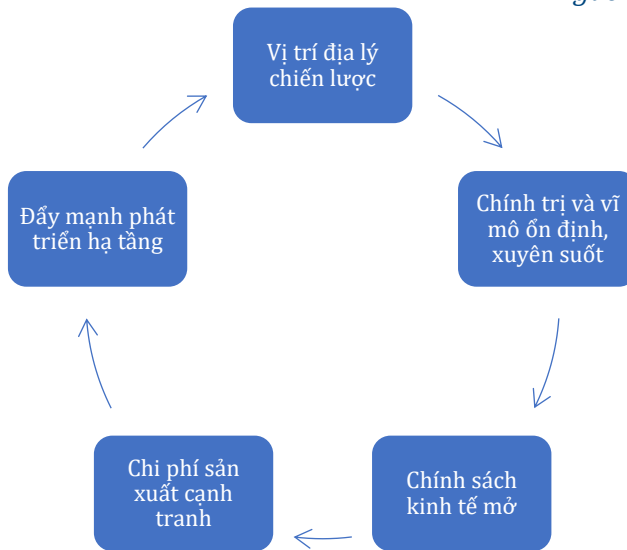 Vị trí địa lý
chiến lược
Chính trị và vĩ
mô ổn định,
xuyên suốt
Chính sách
kinh tế mở
Chi phí sản
xuất cạnh
tranh
Đẩy mạnh phát
triển hạ tầng